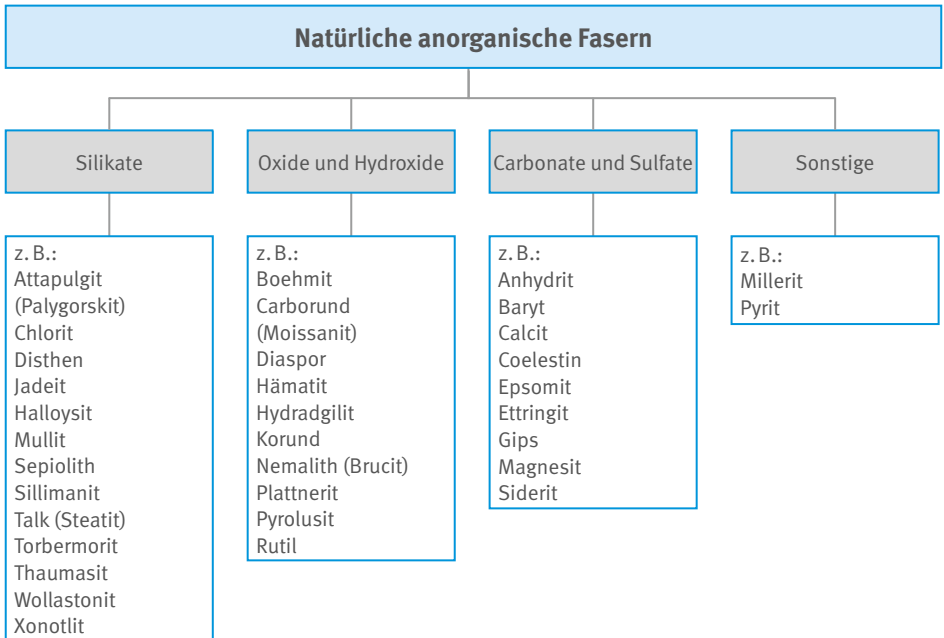 Natürliche anorganische Fasern
Silikate
Oxide und Hydroxide
Carbonate und Sulfate
Sonstige
z. B.:
Attapulgit
(Palygorskit)
Chlorit
Disthen
Jadeit
Halloysit
Mullit
Sepiolith
Sillimanit
Talk (Steatit)
Torbermorit
Thaumasit
Wollastonit
Xonotlit
z. B.:
Boehmit
Carborund
(Moissanit)
Diaspor
Hämatit
Hydradgilit
Korund
Nemalith (Brucit)
Plattnerit
Pyrolusit
Rutil
z. B.:
Anhydrit
Baryt
Calcit
Coelestin
Epsomit
Ettringit
Gips
Magnesit
Siderit
z. B.:
Millerit
Pyrit